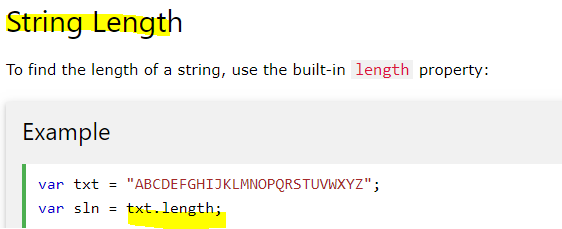 String Length
To find the length of a string, use the built-in length property:
Example
var txt = "ABCDEFGHIJKLMNOPQRSTUVWXYZ";
var sln = txt.length;